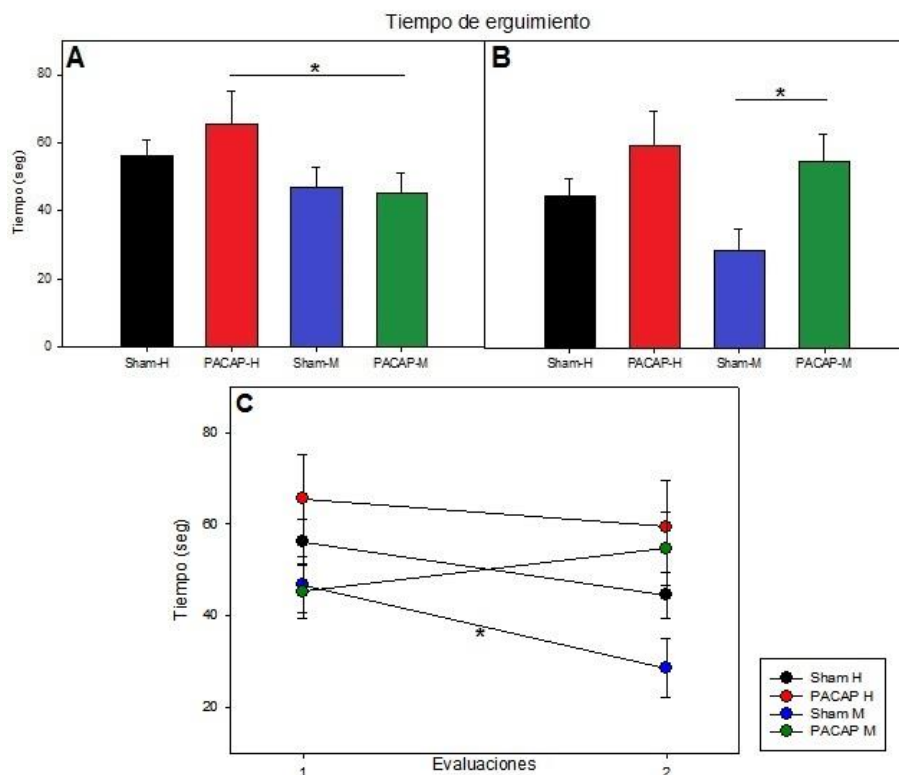 Tiempo de erguimiento
A
B
*
*
Tiempo (seg)
80
60
40
20
0
Sham-H PACAP-H Sham-M PACAP-M
Sham-H PACAP-H Sham-M PACAP-M
C
Tiempo (seg)
80
60
40
20
*
1 Evaluaciones 2
Sham H
PACAP H
Sham M
PACAP M